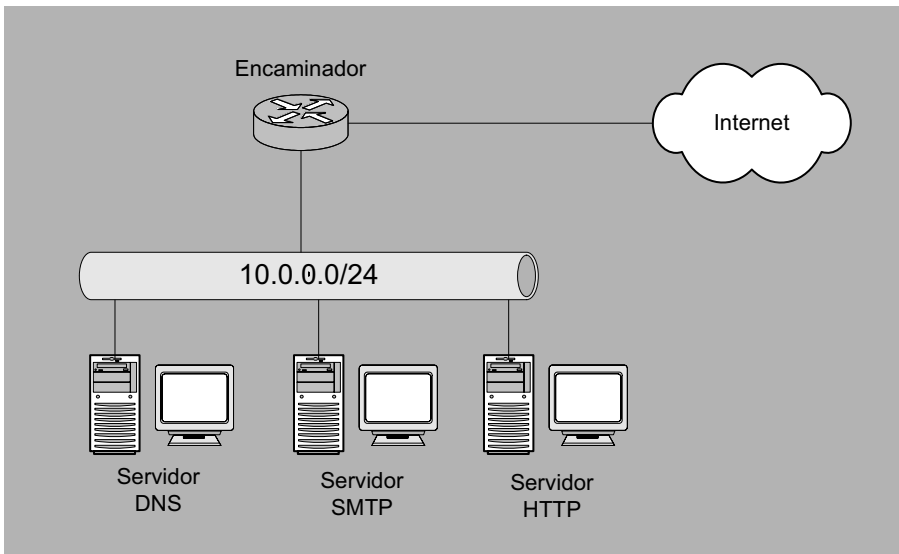 Encaminador
Internet
10.0.0.0/24
Servidor
DNS
Servidor
SMTP
Servidor
HTTP